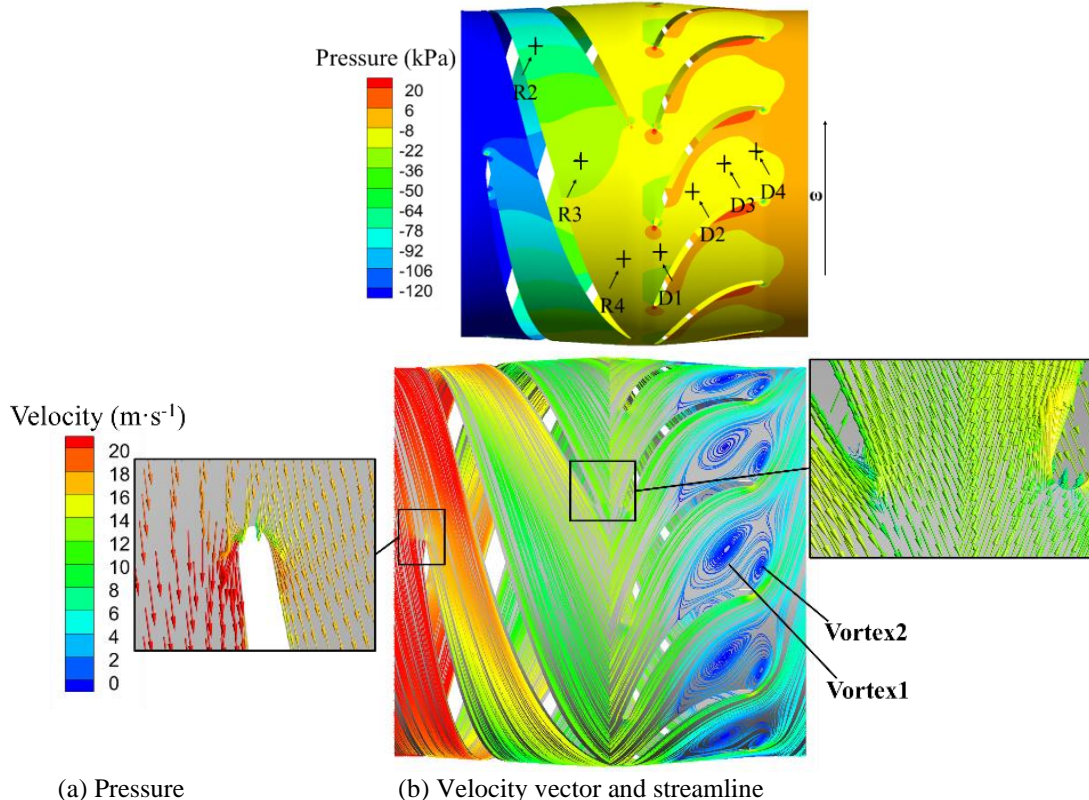 Pressure (kPa)
20
6
-8
-22
-36
-50
-64
-78
-92
-106
-120
R2
R3
R4
D1
D2
D3
D4
ω
Velocity (m·s⁻¹)
20
18
16
14
12
10
8
6
4
2
0
Vortex2
Vortex1
(a) Pressure
(b) Velocity vector and streamline